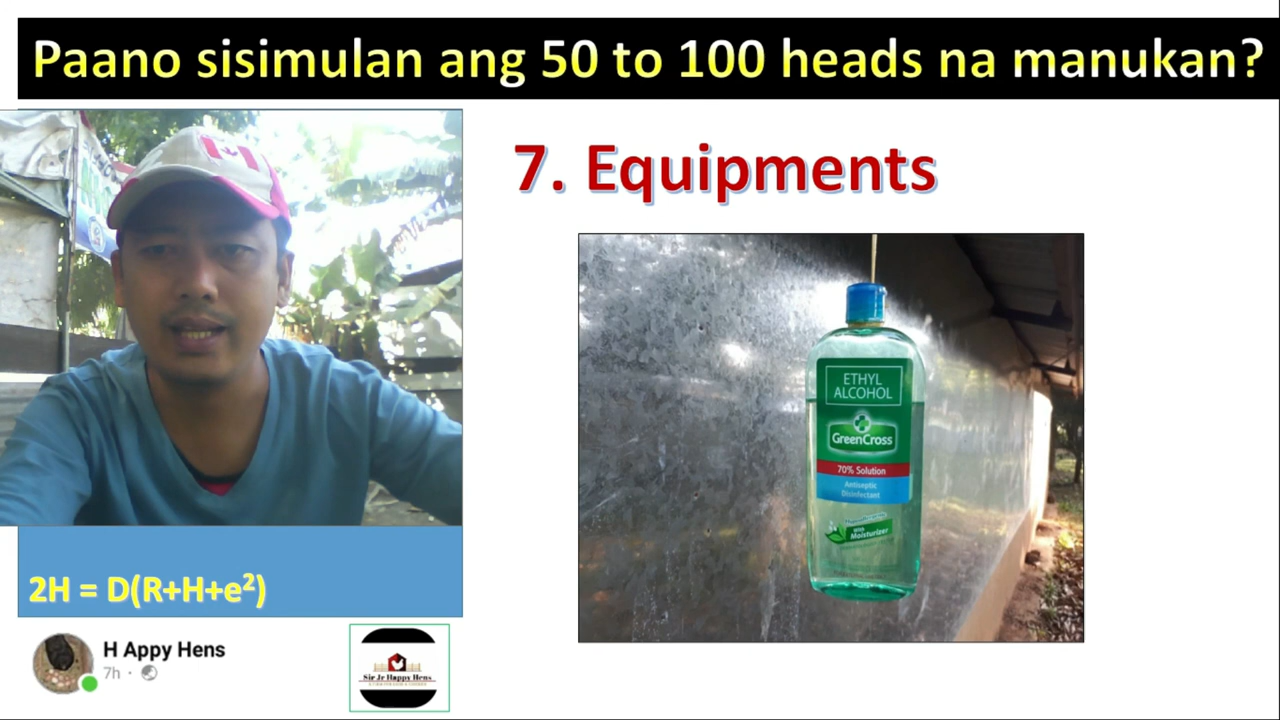 Paano sisimulan ang 50 to 100 heads na manukan?
7. Equipments
ETHYL
ALCOHOL
GreenCross
70% Solution
Antiseptic
Disinfectant
With
Moisturizer
2H = D(R+H+e²)
H Appy Hens
7h ·
Sir Jr Happy Hens